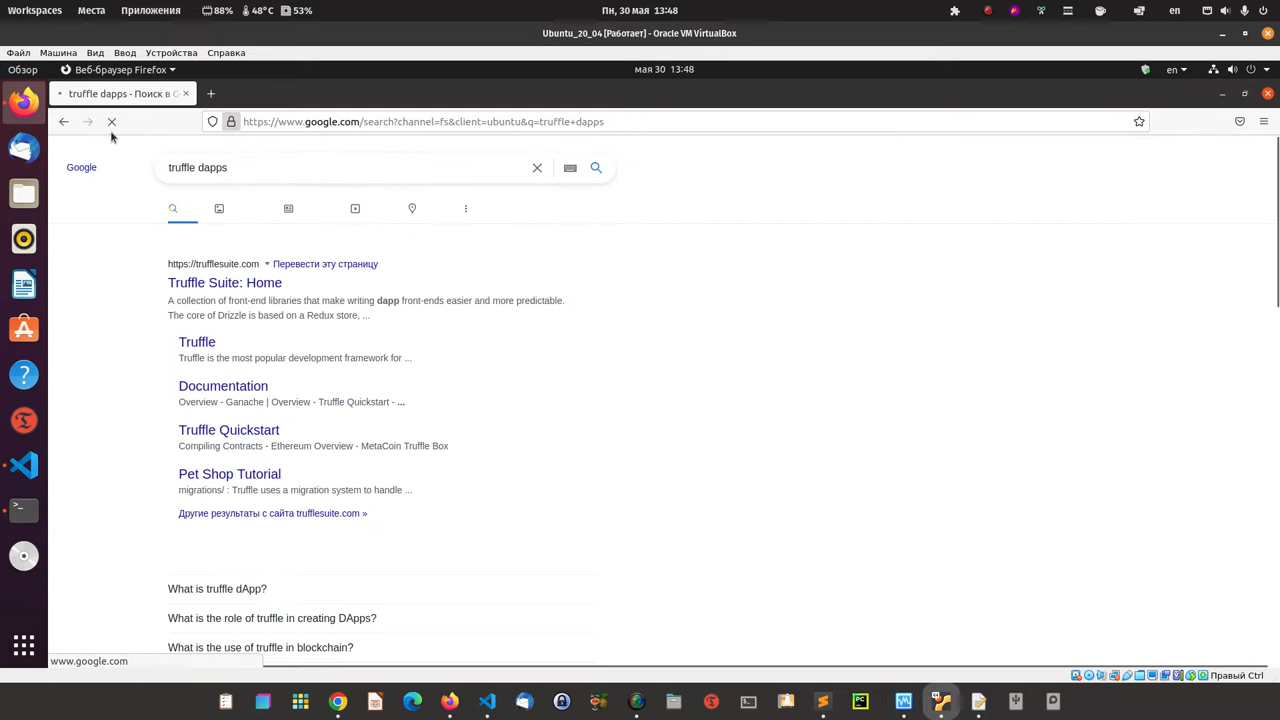 Workspaces Места Приложения 88% 48°C 53% Пн, 30 мая 13:48 en
Ubuntu_20_04 [Работает] - Oracle VM VirtualBox
Файл Машина Вид Ввод Устройства Справка
Обзор Веб-браузер Firefox мая 30 13:48 en
truffle dapps - Поиск в G
https://www.google.com/search?channel=fs&client=ubuntu&q=truffle+dapps
Google truffle dapps
https://trufflesuite.com Перевести эту страницу
Truffle Suite: Home
A collection of front-end libraries that make writing dapp front-ends easier and more predictable.
The core of Drizzle is based on a Redux store, ...
Truffle
Truffle is the most popular development framework for ...
Documentation
Overview - Ganache | Overview - Truffle Quickstart - ...
Truffle Quickstart
Compiling Contracts - Ethereum Overview - MetaCoin Truffle Box
Pet Shop Tutorial
migrations/ : Truffle uses a migration system to handle ...
Другие результаты с сайта trufflesuite.com »
What is truffle dApp?
What is the role of truffle in creating DApps?
What is the use of truffle in blockchain?
www.google.com
Правый Ctrl